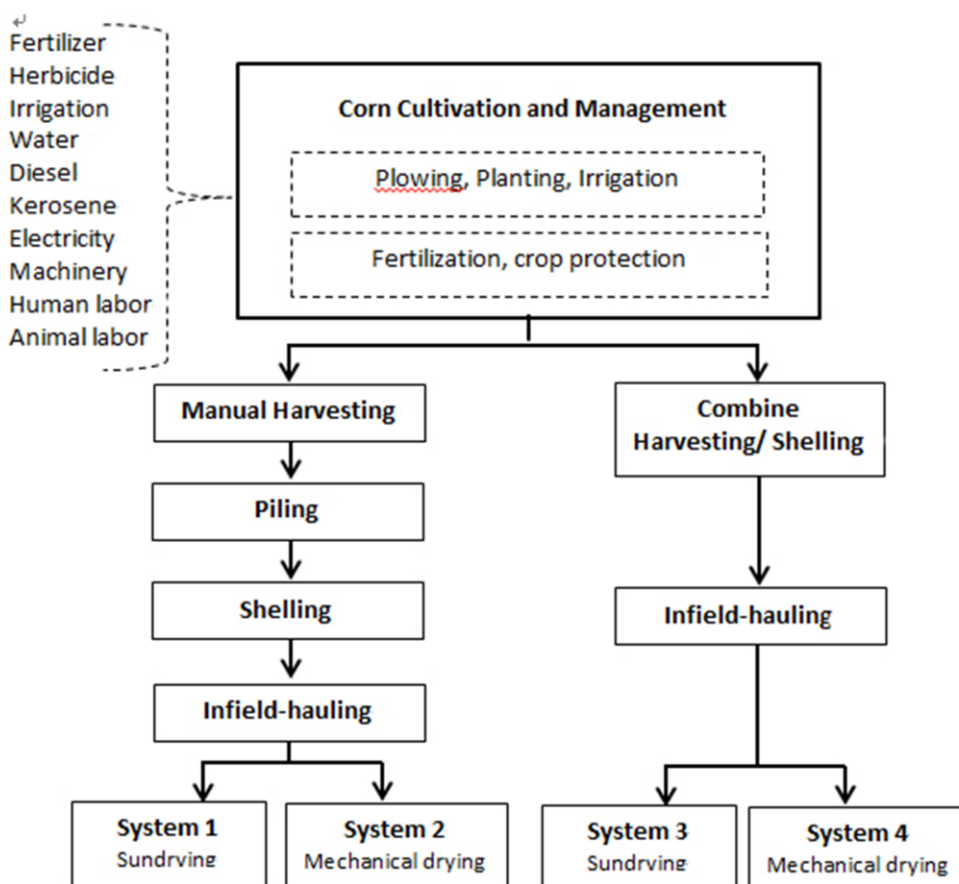 Fertilizer
Herbicide
Irrigation
Water
Diesel
Kerosene
Electricity
Machinery
Human labor
Animal labor
Corn Cultivation and Management
Plowing, Planting, Irrigation
Fertilization, crop protection
Manual Harvesting
Piling
Shelling
Infield-hauling
Combine
Harvesting/ Shelling
Infield-hauling
System 1
Sundrying
System 2
Mechanical drying
System 3
Sundrying
System 4
Mechanical drying